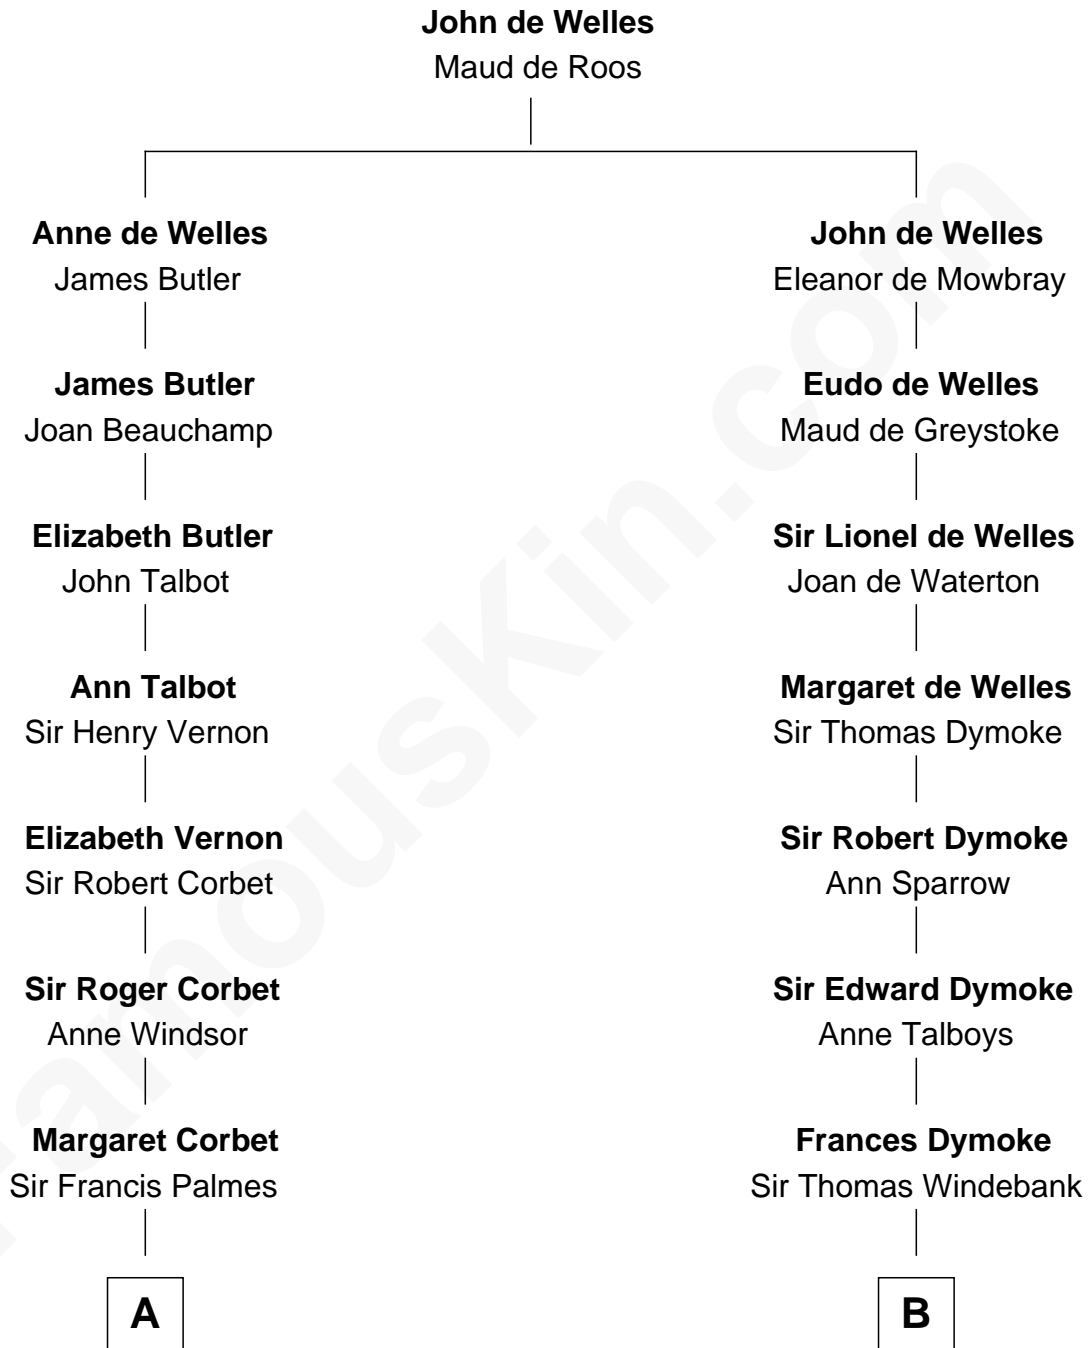 John de Welles
Maud de Roos
Anne de Welles
James Butler
John de Welles
Eleanor de Mowbray
James Butler
Joan Beauchamp
Eudo de Welles
Maud de Greystoke
Elizabeth Butler
John Talbot
Sir Lionel de Welles
Joan de Waterton
Ann Talbot
Sir Henry Vernon
Margaret de Welles
Sir Thomas Dymoke
Elizabeth Vernon
Sir Robert Corbet
Sir Robert Dymoke
Ann Sparrow
Sir Roger Corbet
Anne Windsor
Sir Edward Dymoke
Anne Talboys
Margaret Corbet
Sir Francis Palmes
Frances Dymoke
Sir Thomas Windebank
A
B
FamousKin.com